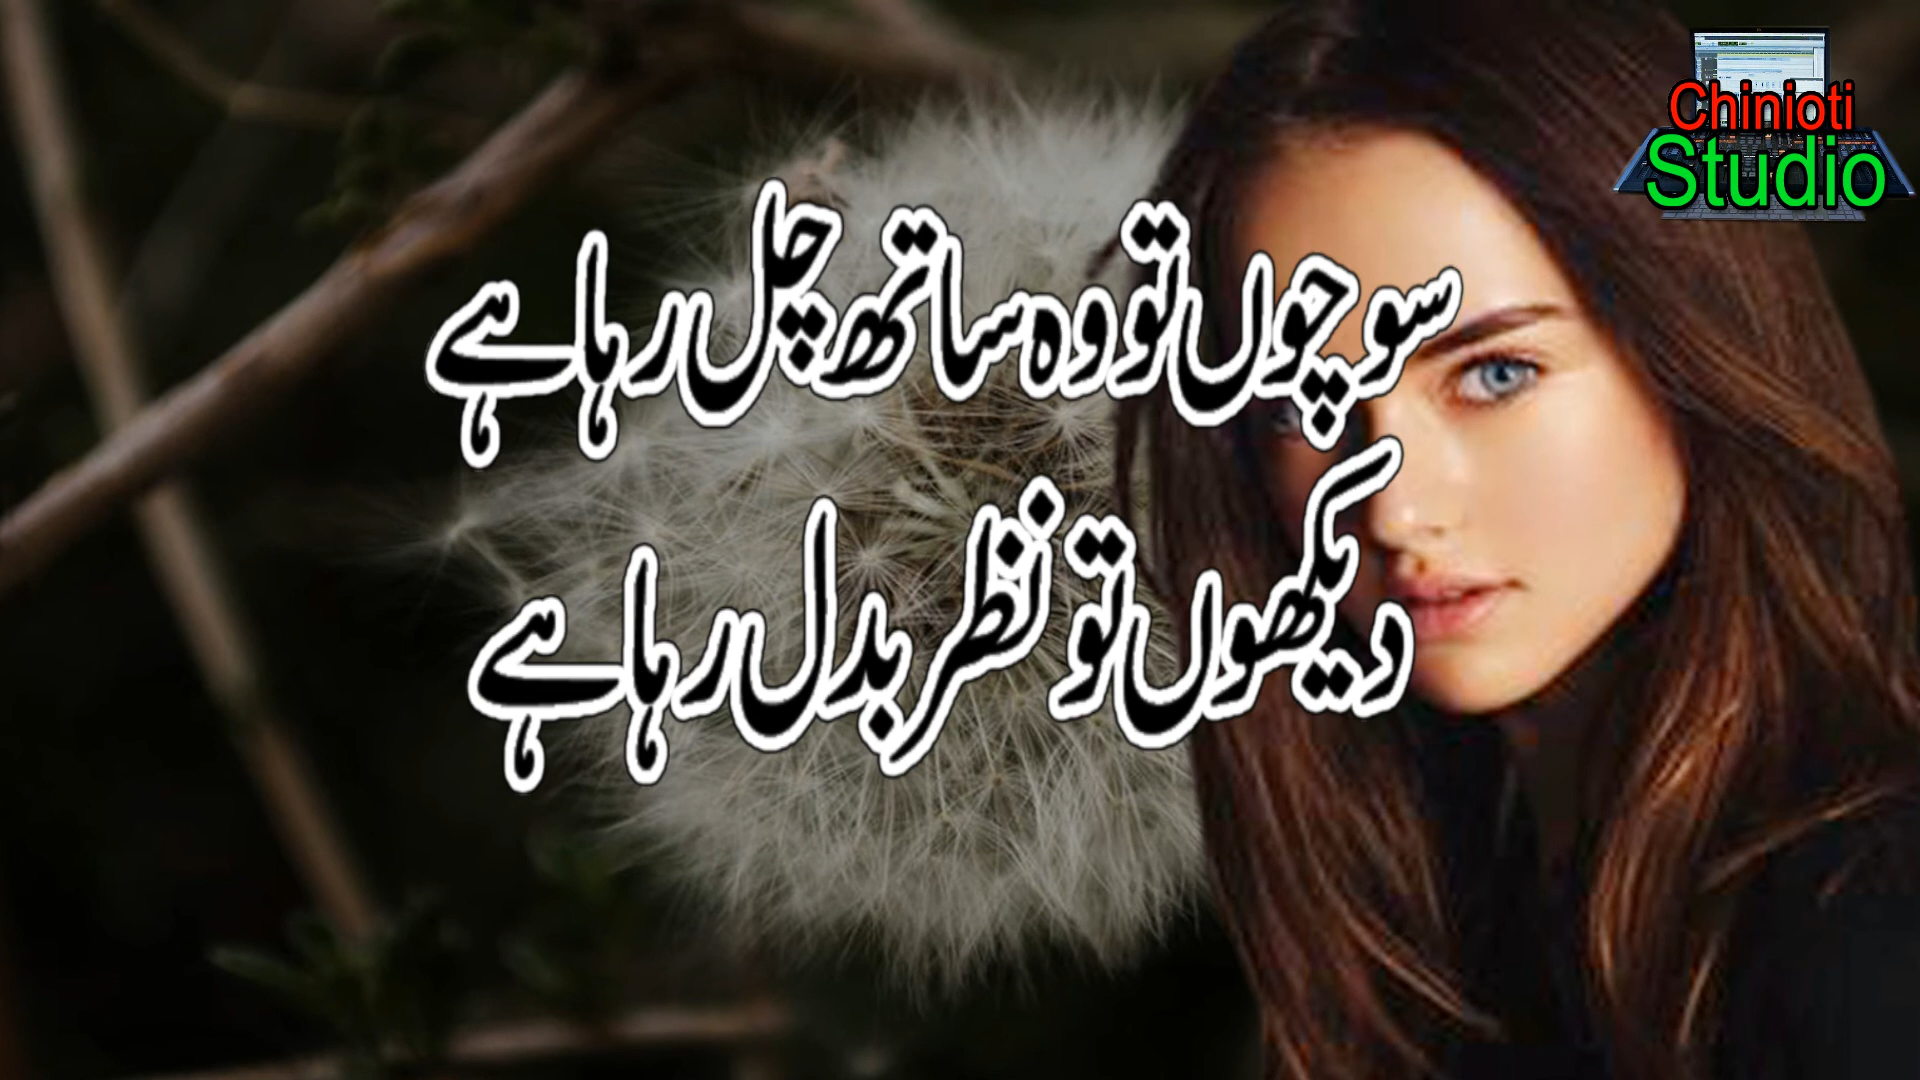 Chinioti
Studio
سوچوں تو وہ ساتھ چل رہا ہے
دیکھوں تو نظر بدل رہا ہے